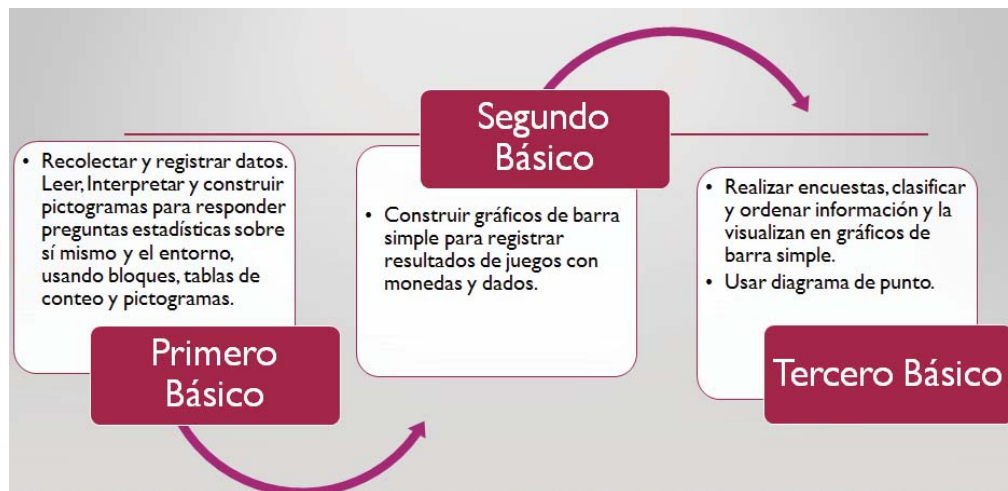 • Recolectar y registrar datos.
Leer, Interpretar y construir
pictogramas para responder
preguntas estadísticas sobre
sí mismo y el entorno,
usando bloques, tablas de
conteo y pictogramas.
Primero
Básico
Segundo
Básico
• Construir gráficos de barra
simple para registrar
resultados de juegos con
monedas y dados.
• Realizar encuestas, clasificar
y ordenar información y la
visualizan en gráficos de
barra simple.
• Usar diagrama de punto.
Tercero Básico